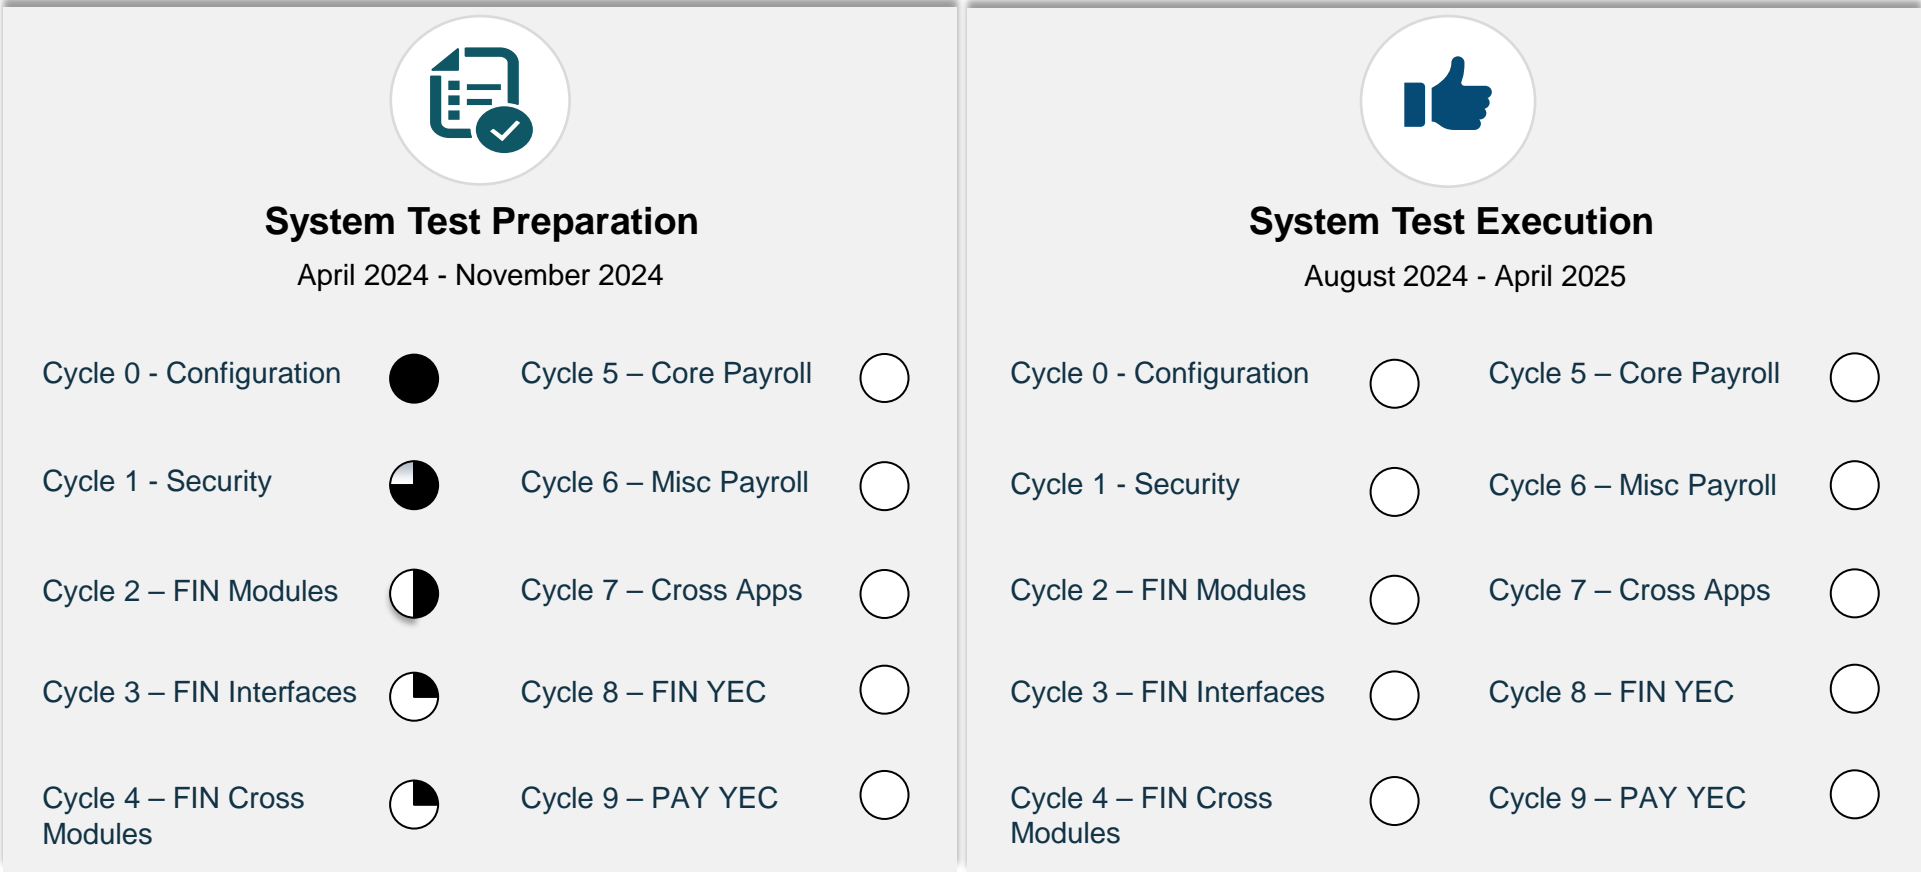 System Test Preparation
April 2024 - November 2024
Cycle 0 - Configuration
Cycle 1 - Security
Cycle 2 – FIN Modules
Cycle 3 – FIN Interfaces
Cycle 4 – FIN Cross
Modules
Cycle 5 – Core Payroll
Cycle 6 – Misc Payroll
Cycle 7 – Cross Apps
Cycle 8 – FIN YEC
Cycle 9 – PAY YEC
System Test Execution
August 2024 - April 2025
Cycle 0 - Configuration
Cycle 1 - Security
Cycle 2 – FIN Modules
Cycle 3 – FIN Interfaces
Cycle 4 – FIN Cross
Modules
Cycle 5 – Core Payroll
Cycle 6 – Misc Payroll
Cycle 7 – Cross Apps
Cycle 8 – FIN YEC
Cycle 9 – PAY YEC